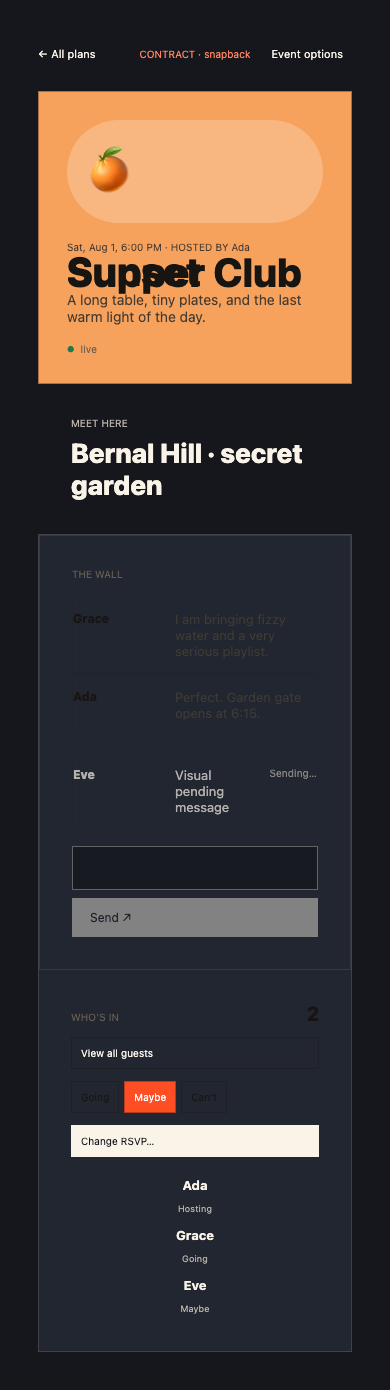 ← All plans
CONTRACT · snapback
Event options
Sat, Aug 1, 6:00 PM · HOSTED BY Ada
Sunset Club
A long table, tiny plates, and the last
warm light of the day.
live
MEET HERE
Bernal Hill · secret
garden
THE WALL
Grace
I am bringing fizzy
water and a very
serious playlist.
Ada
Perfect. Garden gate
opens at 6:15.
Eve
Visual
pending
message
Sending...
Send ↗
WHO'S IN
2
View all guests
Going
Maybe
Can't
Change RSVP...
Ada
Hosting
Grace
Going
Eve
Maybe